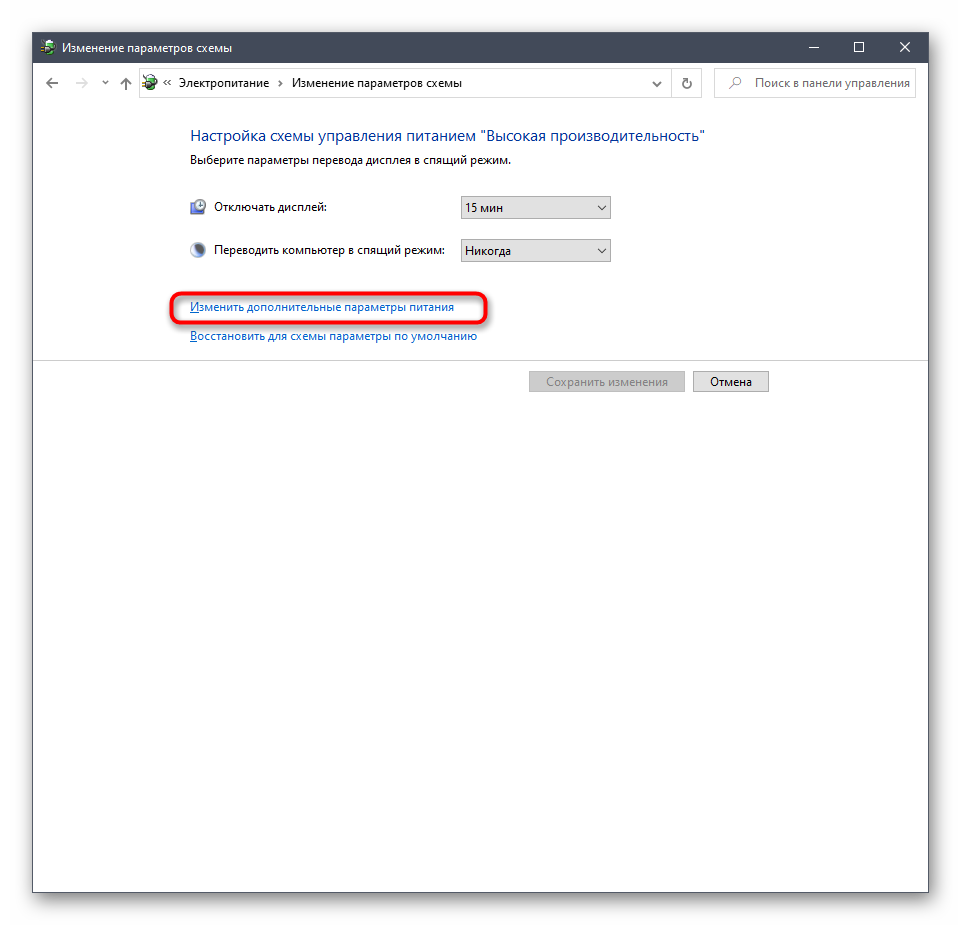 Изменение параметров схемы
« Электропитание › Изменение параметров схемы
Поиск в панели управления
Настройка схемы управления питанием "Высокая производительность"
Выберите параметры перевода дисплея в спящий режим.
Отключать дисплей: 15 мин
Переводить компьютер в спящий режим: Никогда
Изменить дополнительные параметры питания
Восстановить для схемы параметры по умолчанию
Сохранить изменения Отмена